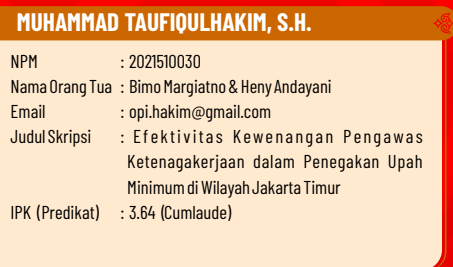 MUHAMMAD TAUFIQULHAKIM, S.H.
NPM : 2021510030
Nama Orang Tua : Bimo Margiatno & Heny Andayani
Email : opi.hakim@gmail.com
Judul Skripsi : Efektivitas Kewenangan Pengawas
Ketenagakerjaan dalam Penegakan Upah
Minimum di Wilayah Jakarta Timur
IPK (Predikat) : 3.64 (Cumlaude)